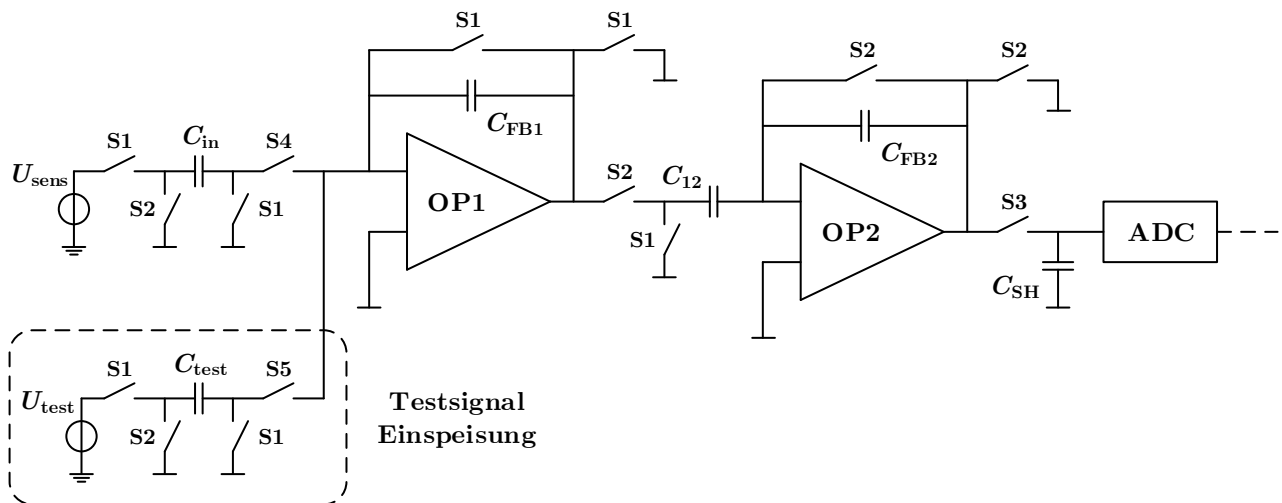 S1 S1
S2 S2
C_FB1
C_FB2
S1 C_in S4
U_sens
S2 S1
OP1
S2 C_12
S1
OP2
S3
ADC
C_SH
S1 C_test S5
U_test
S2 S1
Testsignal
Einspeisung